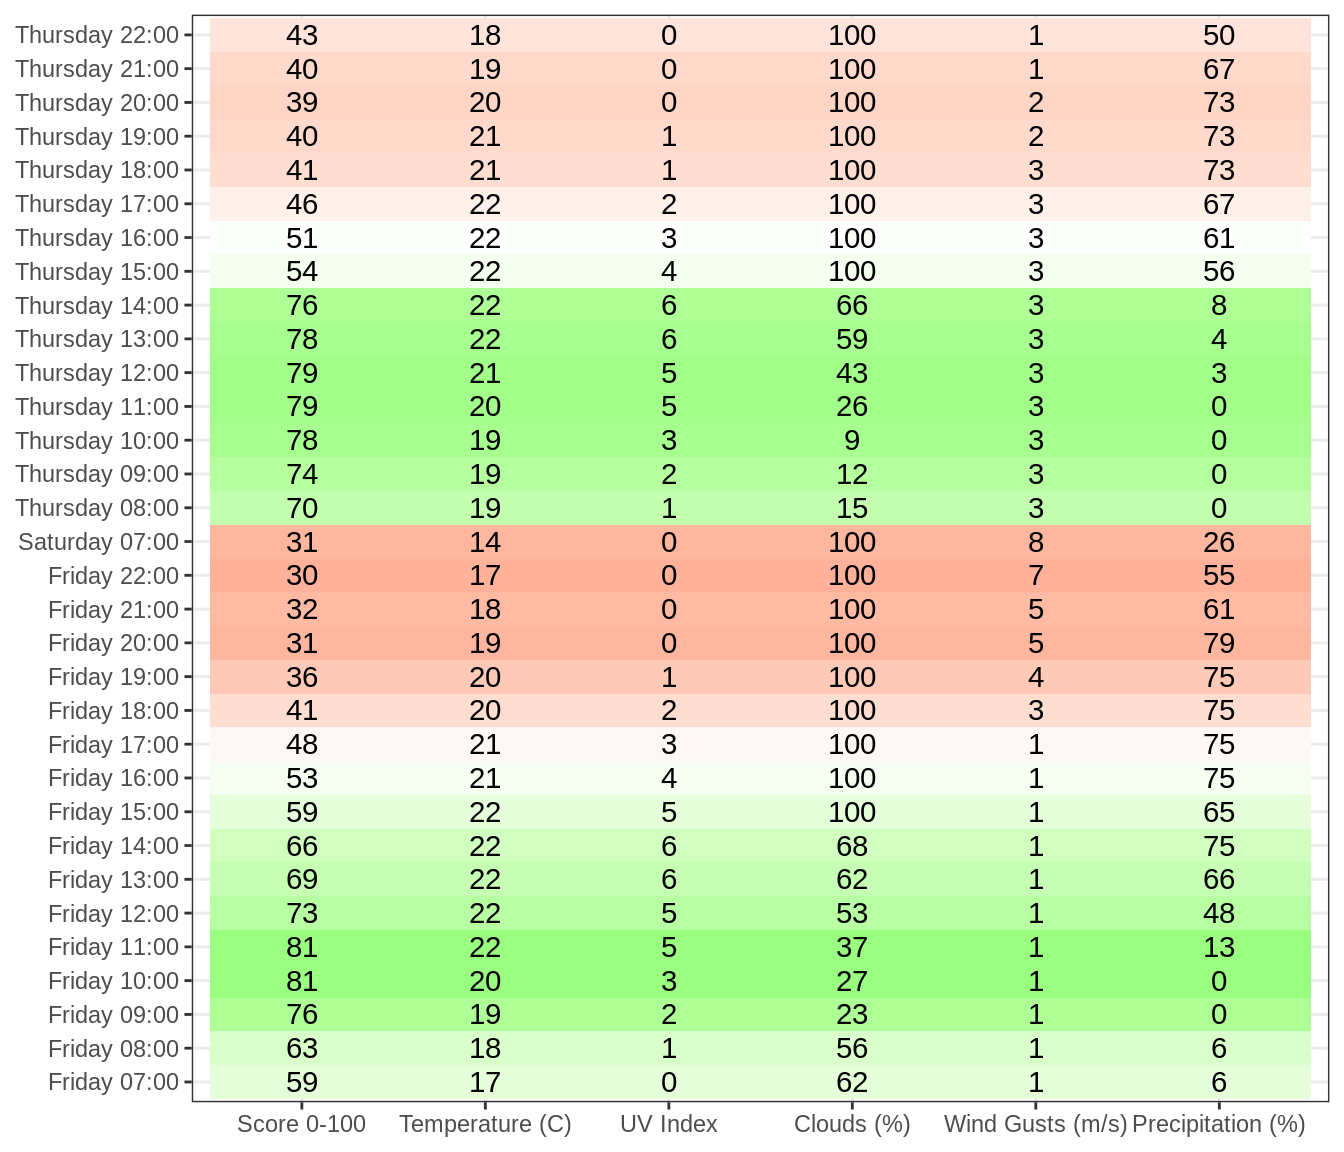 Thursday 22:00 43 18 0 100 1 50
Thursday 21:00 40 19 0 100 1 67
Thursday 20:00 39 20 0 100 2 73
Thursday 19:00 40 21 1 100 2 73
Thursday 18:00 41 21 1 100 3 73
Thursday 17:00 46 22 2 100 3 67
Thursday 16:00 51 22 3 100 3 61
Thursday 15:00 54 22 4 100 3 56
Thursday 14:00 76 22 6 66 3 8
Thursday 13:00 78 22 6 59 3 4
Thursday 12:00 79 21 5 43 3 3
Thursday 11:00 79 20 5 26 3 0
Thursday 10:00 78 19 3 9 3 0
Thursday 09:00 74 19 2 12 3 0
Thursday 08:00 70 19 1 15 3 0
Saturday 07:00 31 14 0 100 8 26
Friday 22:00 30 17 0 100 7 55
Friday 21:00 32 18 0 100 5 61
Friday 20:00 31 19 0 100 5 79
Friday 19:00 36 20 1 100 4 75
Friday 18:00 41 20 2 100 3 75
Friday 17:00 48 21 3 100 1 75
Friday 16:00 53 21 4 100 1 75
Friday 15:00 59 22 5 100 1 65
Friday 14:00 66 22 6 68 1 75
Friday 13:00 69 22 6 62 1 66
Friday 12:00 73 22 5 53 1 48
Friday 11:00 81 22 5 37 1 13
Friday 10:00 81 20 3 27 1 0
Friday 09:00 76 19 2 23 1 0
Friday 08:00 63 18 1 56 1 6
Friday 07:00 59 17 0 62 1 6
Score 0-100 Temperature (C) UV Index Clouds (%) Wind Gusts (m/s) Precipitation (%)